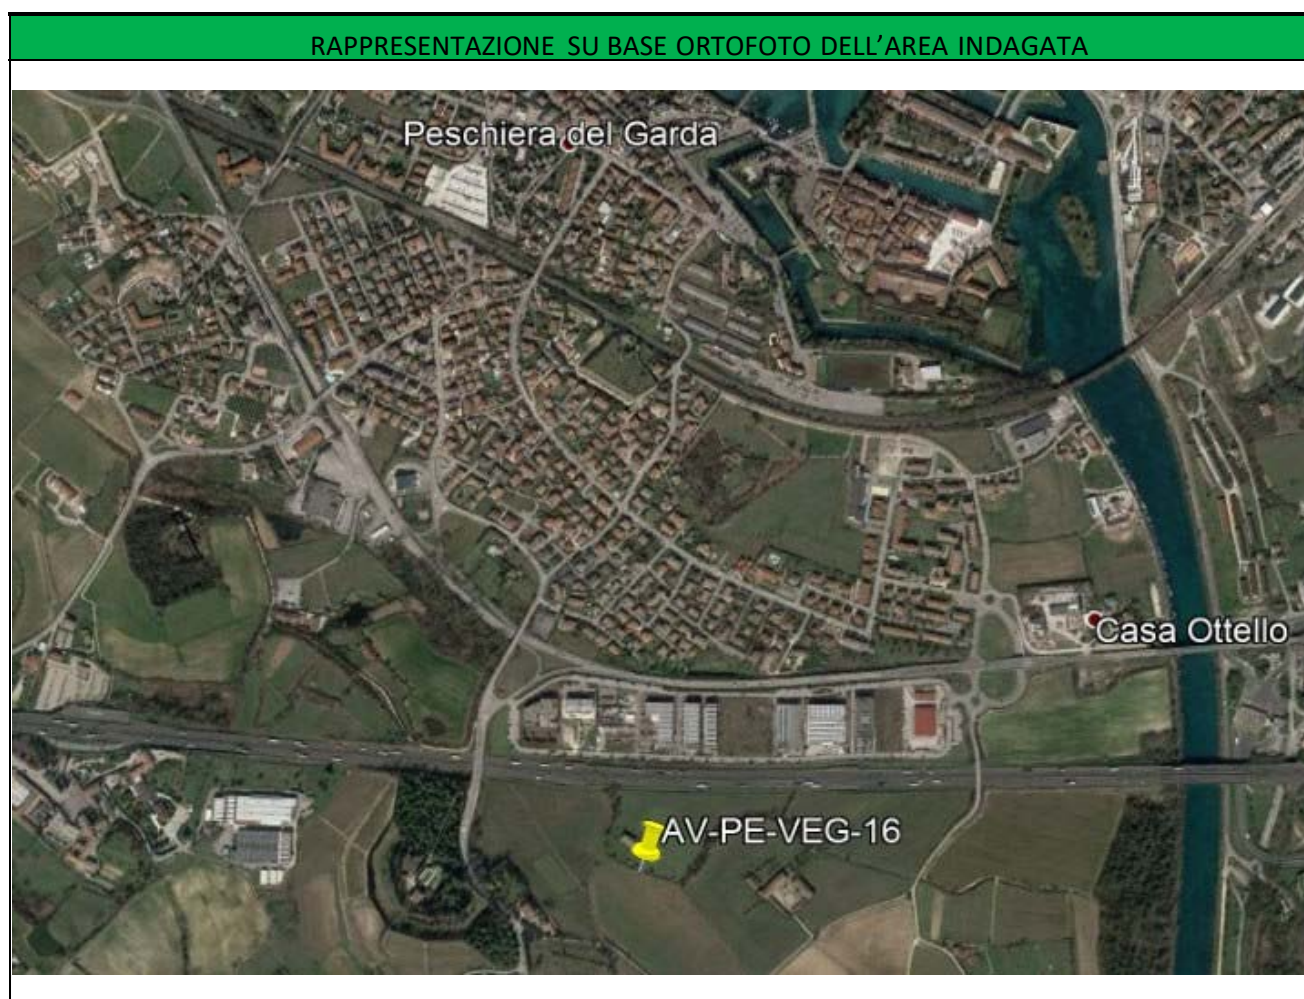 RAPPRESENTAZIONE SU BASE ORTOFOTO DELL’AREA INDAGATA
Peschiera del Garda
Casa Ottello
AV-PE-VEG-16